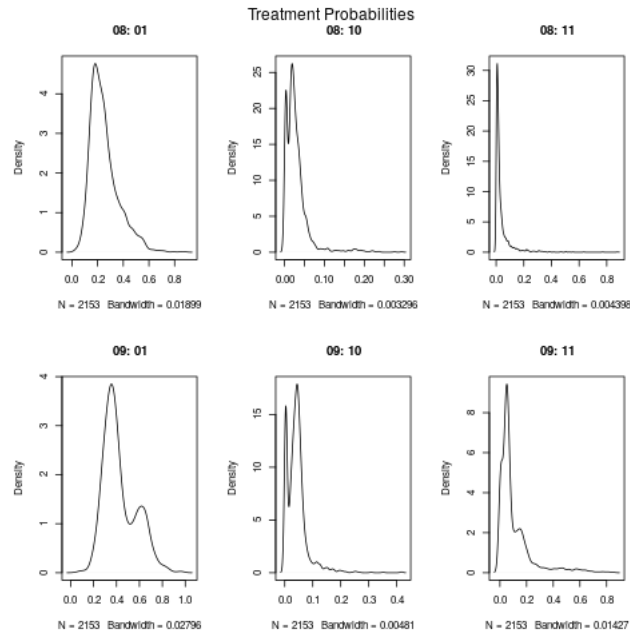 Treatment Probabilities
08: 01
08: 10
08: 11
Density
0 1 2 3 4
0.0 0.2 0.4 0.6 0.8
N = 2153 Bandwidth = 0.01899
Density
0 5 10 15 20 25
0.00 0.10 0.20 0.30
N = 2153 Bandwidth = 0.003296
Density
0 5 10 15 20 25 30
0.0 0.2 0.4 0.6 0.8
N = 2153 Bandwidth = 0.004398
09: 01
09: 10
09: 11
Density
0 1 2 3 4
0.0 0.2 0.4 0.6 0.8 1.0
N = 2153 Bandwidth = 0.02796
Density
0 5 10 15
0.0 0.1 0.2 0.3 0.4
N = 2153 Bandwidth = 0.00481
Density
0 2 4 6 8
0.0 0.2 0.4 0.6 0.8
N = 2153 Bandwidth = 0.01427